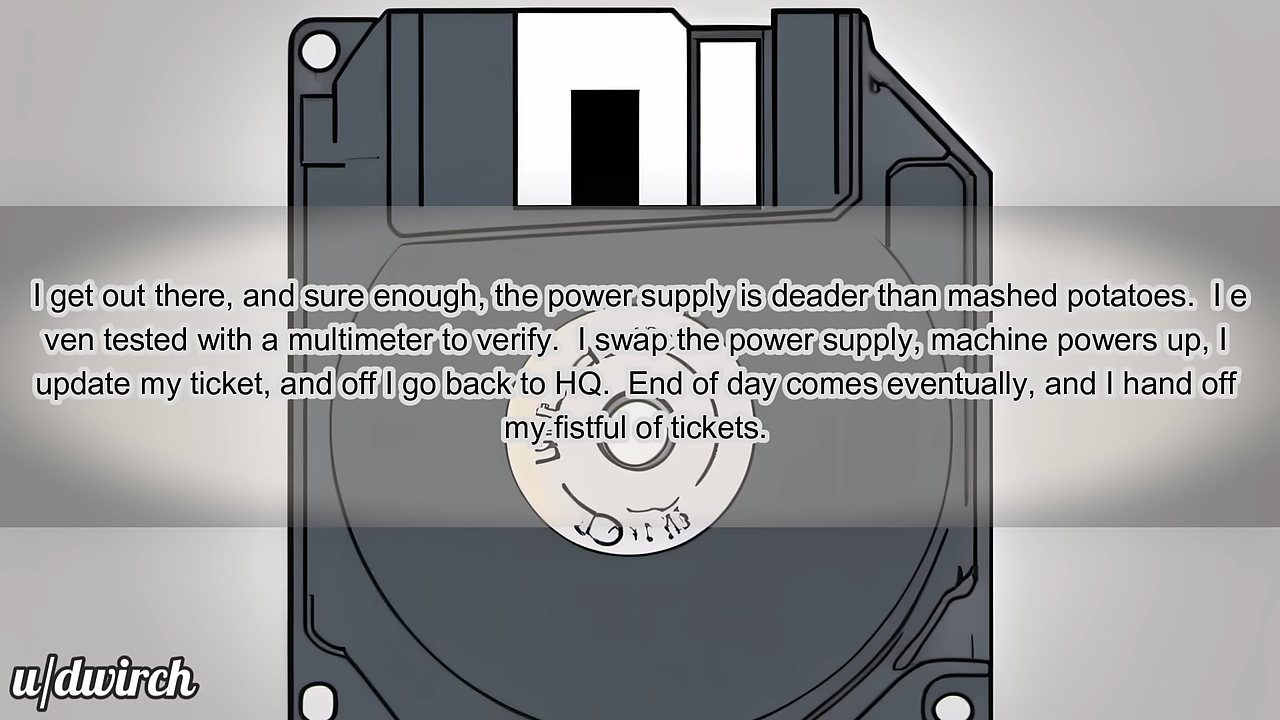 I get out there, and sure enough, the power supply is deader than mashed potatoes.  I e
ven tested with a multimeter to verify.  I swap the power supply, machine powers up, I
update my ticket, and off I go back to HQ.  End of day comes eventually, and I hand off
my fistful of tickets.
u/dwirch